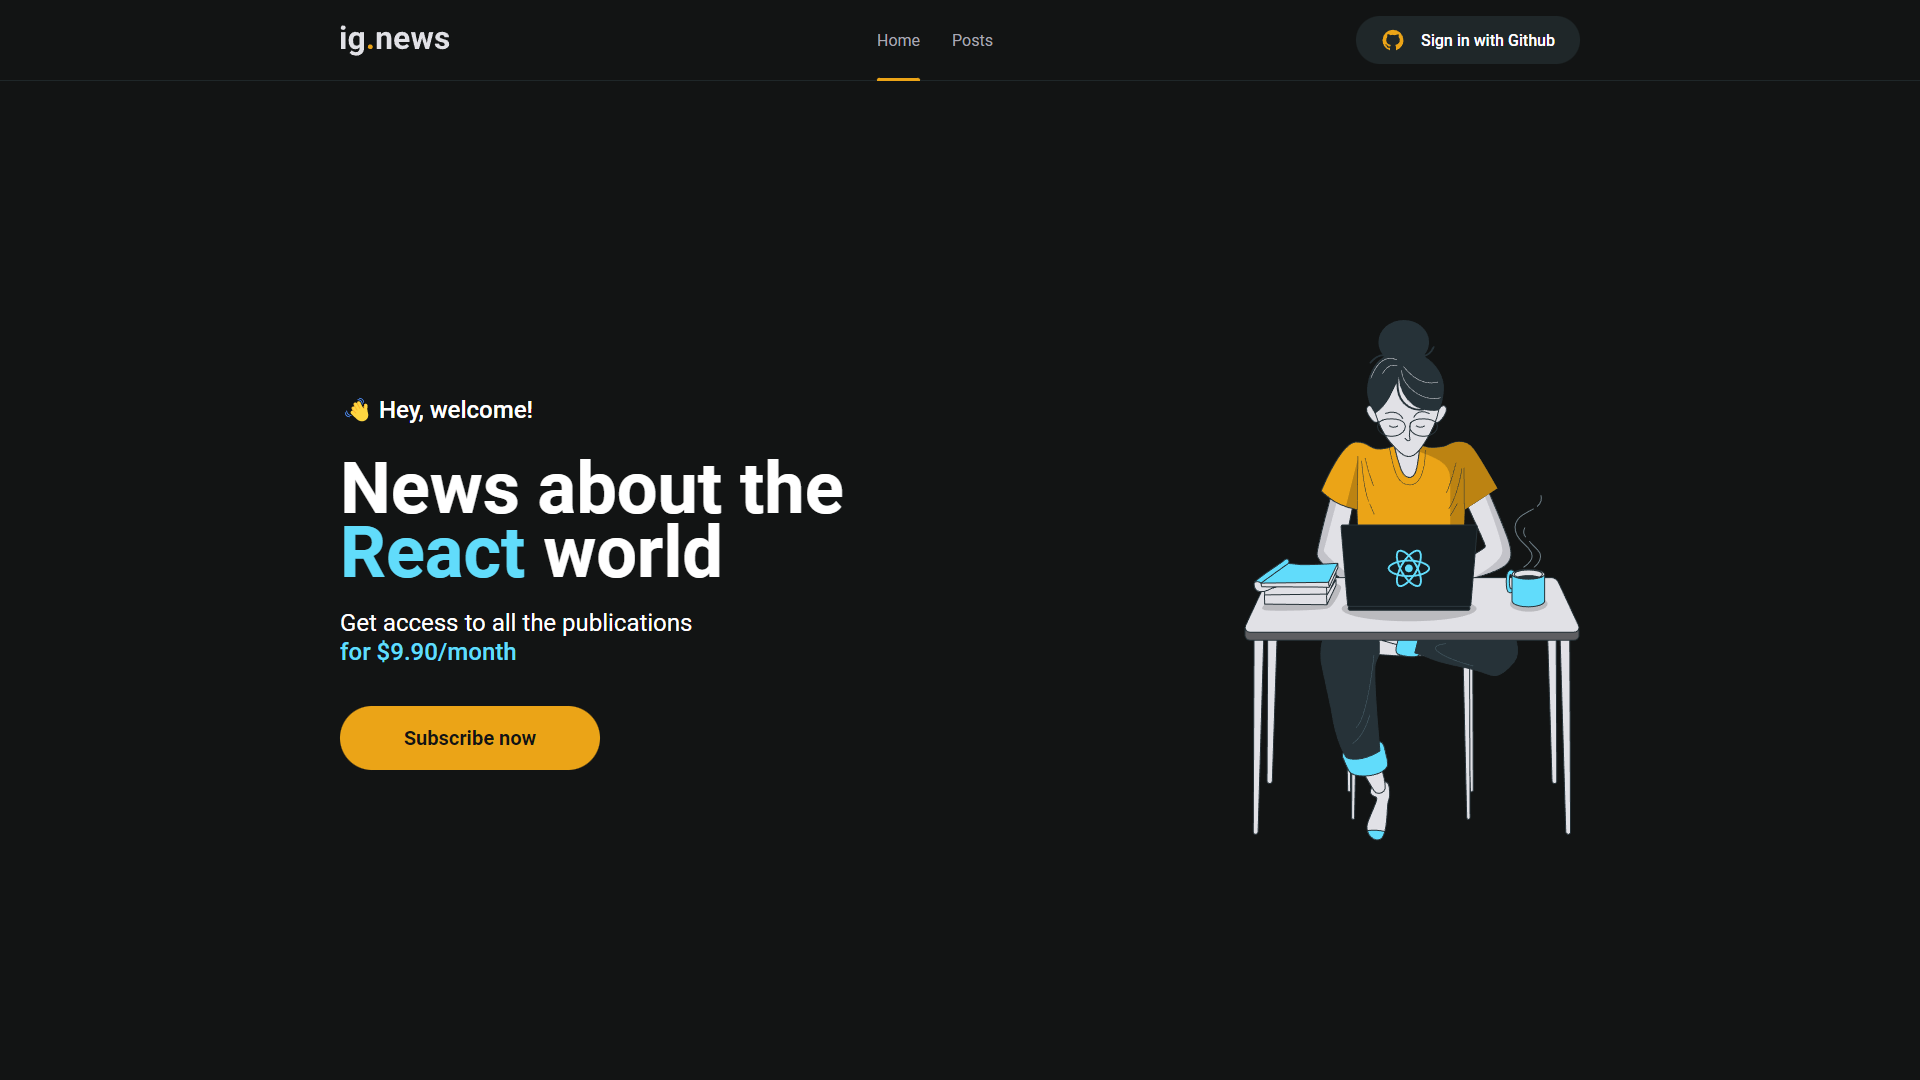 ig.news
Home
Posts
Sign in with Github
👋 Hey, welcome!
News about the
React world
Get access to all the publications
for $9.90/month
Subscribe now